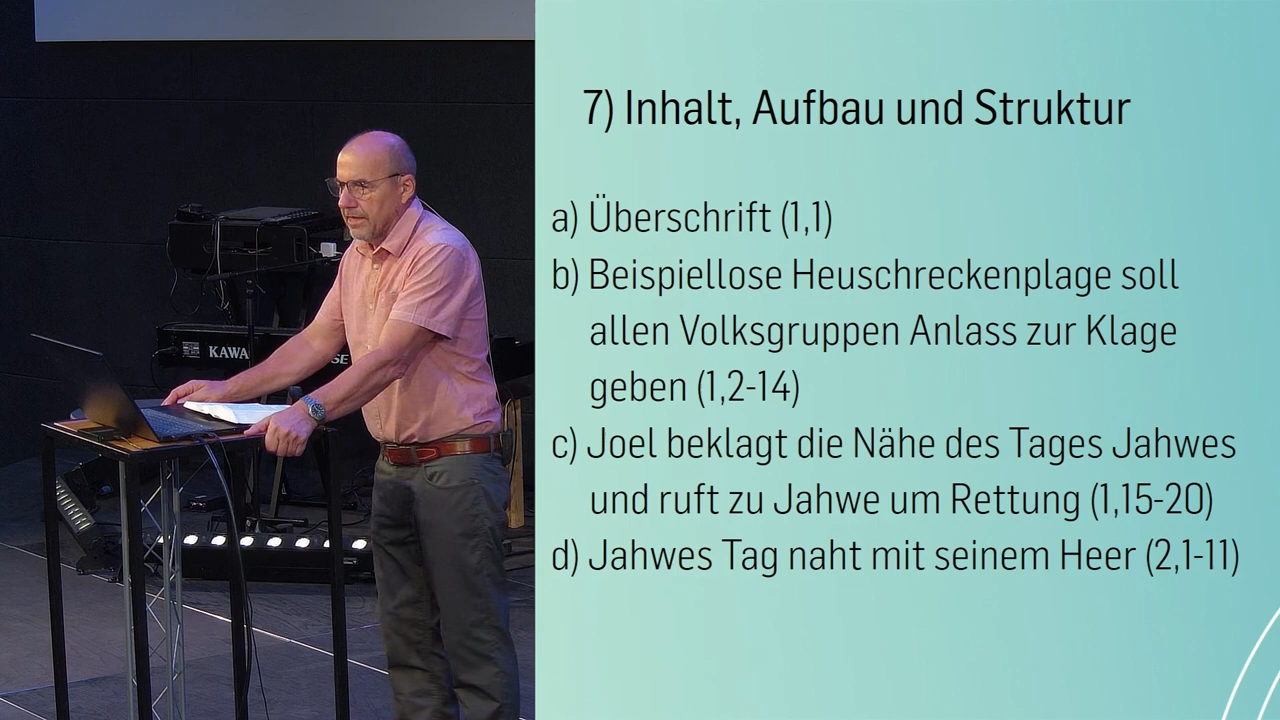 7) Inhalt, Aufbau und Struktur
a) Überschrift (1,1)
b) Beispiellose Heuschreckenplage soll
allen Volksgruppen Anlass zur Klage
geben (1,2-14)
c) Joel beklagt die Nähe des Tages Jahwes
und ruft zu Jahwe um Rettung (1,15-20)
d) Jahwes Tag naht mit seinem Heer (2,1-11)
KAWA
SE